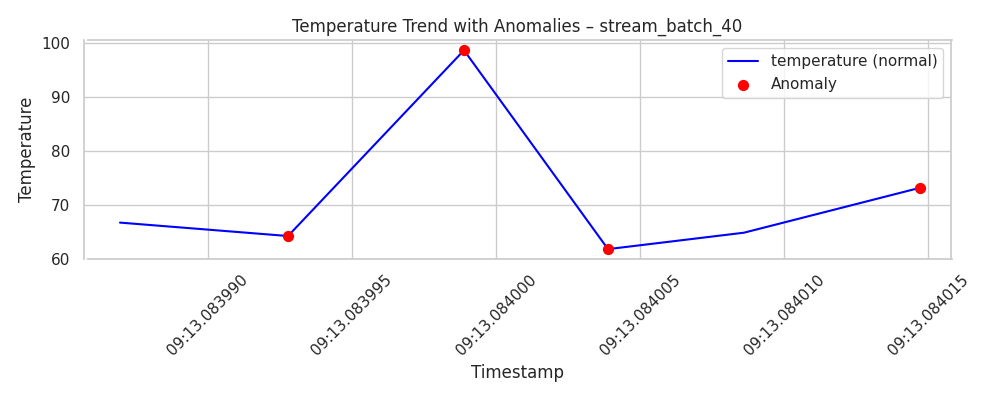 Temperature Trend with Anomalies – stream_batch_40
temperature (normal)
Anomaly
Temperature
100
90
80
70
60
09:13.083990
09:13.083995
09:13.084000
09:13.084005
09:13.084010
09:13.084015
Timestamp